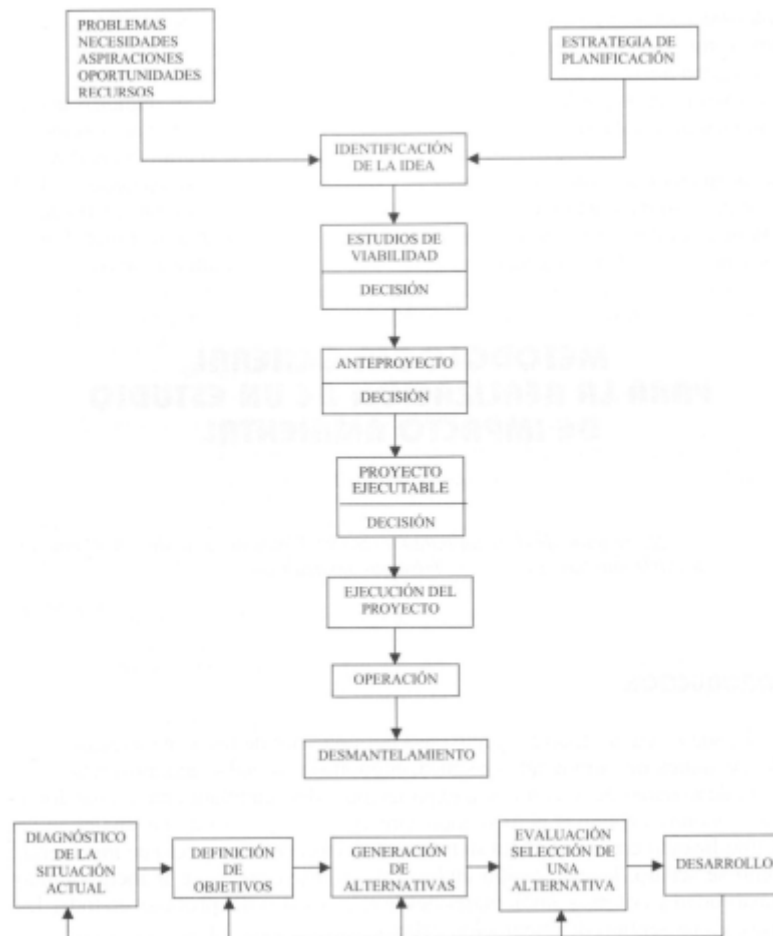 PROBLEMAS
NECESIDADES
ASPIRACIONES
OPORTUNIDADES
RECURSOS
ESTRATEGIA DE
PLANIFICACIÓN
IDENTIFICACIÓN
DE LA IDEA
ESTUDIOS DE
VIABILIDAD
DECISIÓN
ANTEPROYECTO
DECISIÓN
PROYECTO
EJECUTABLE
DECISIÓN
EJECUCIÓN DEL
PROYECTO
OPERACIÓN
DESMANTELAMIENTO
DIAGNÓSTICO
DE LA
SITUACIÓN
ACTUAL
DEFINICIÓN
DE
OBJETIVOS
GENERACIÓN
DE
ALTERNATIVAS
EVALUACIÓN
SELECCIÓN DE
UNA
ALTERNATIVA
DESARROLLO